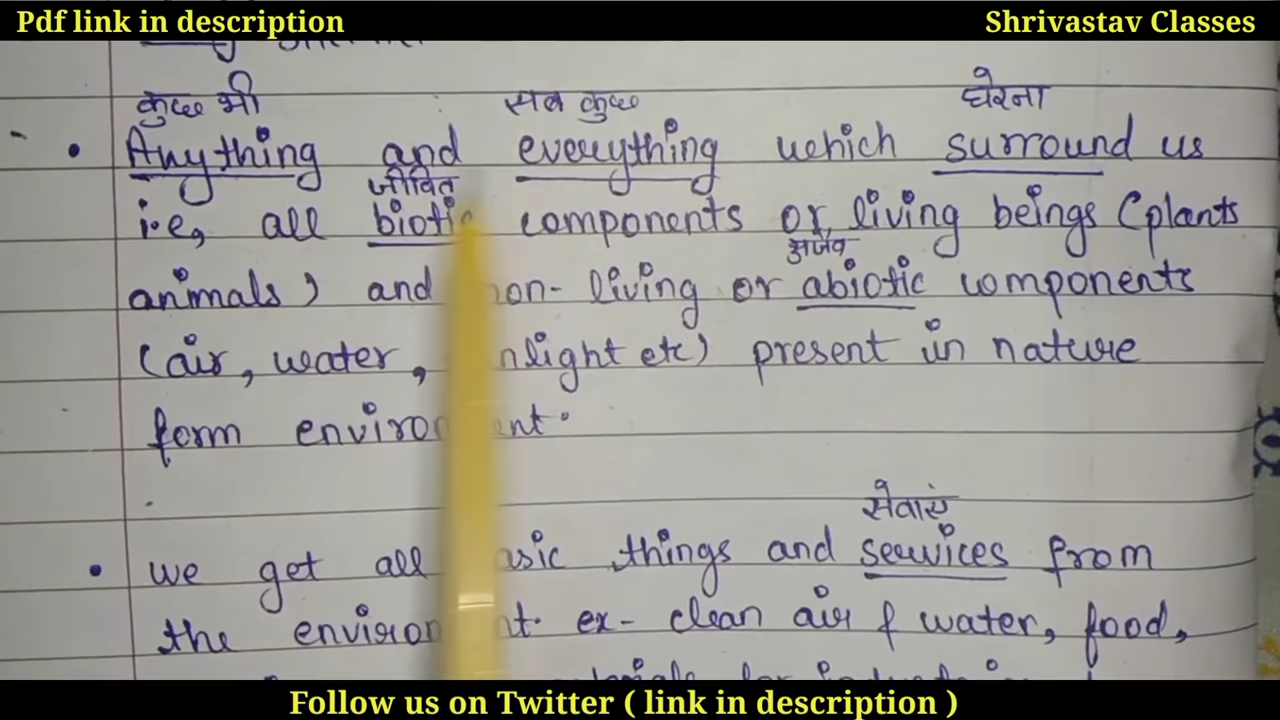 Pdf link in description
Shrivastav Classes
कुछ भी सब कुछ घेरना
• Anything and everything which surround us
जीवित
i.e, all biotic components or living beings (plants
अजैव
animals) and non-living or abiotic components
(air, water, nlight etc) present in nature
form environ ent.
सेवाएं
• we get all asic things and services from
the environ nt. ex- clean air & water, food,
Follow us on Twitter ( link in description )